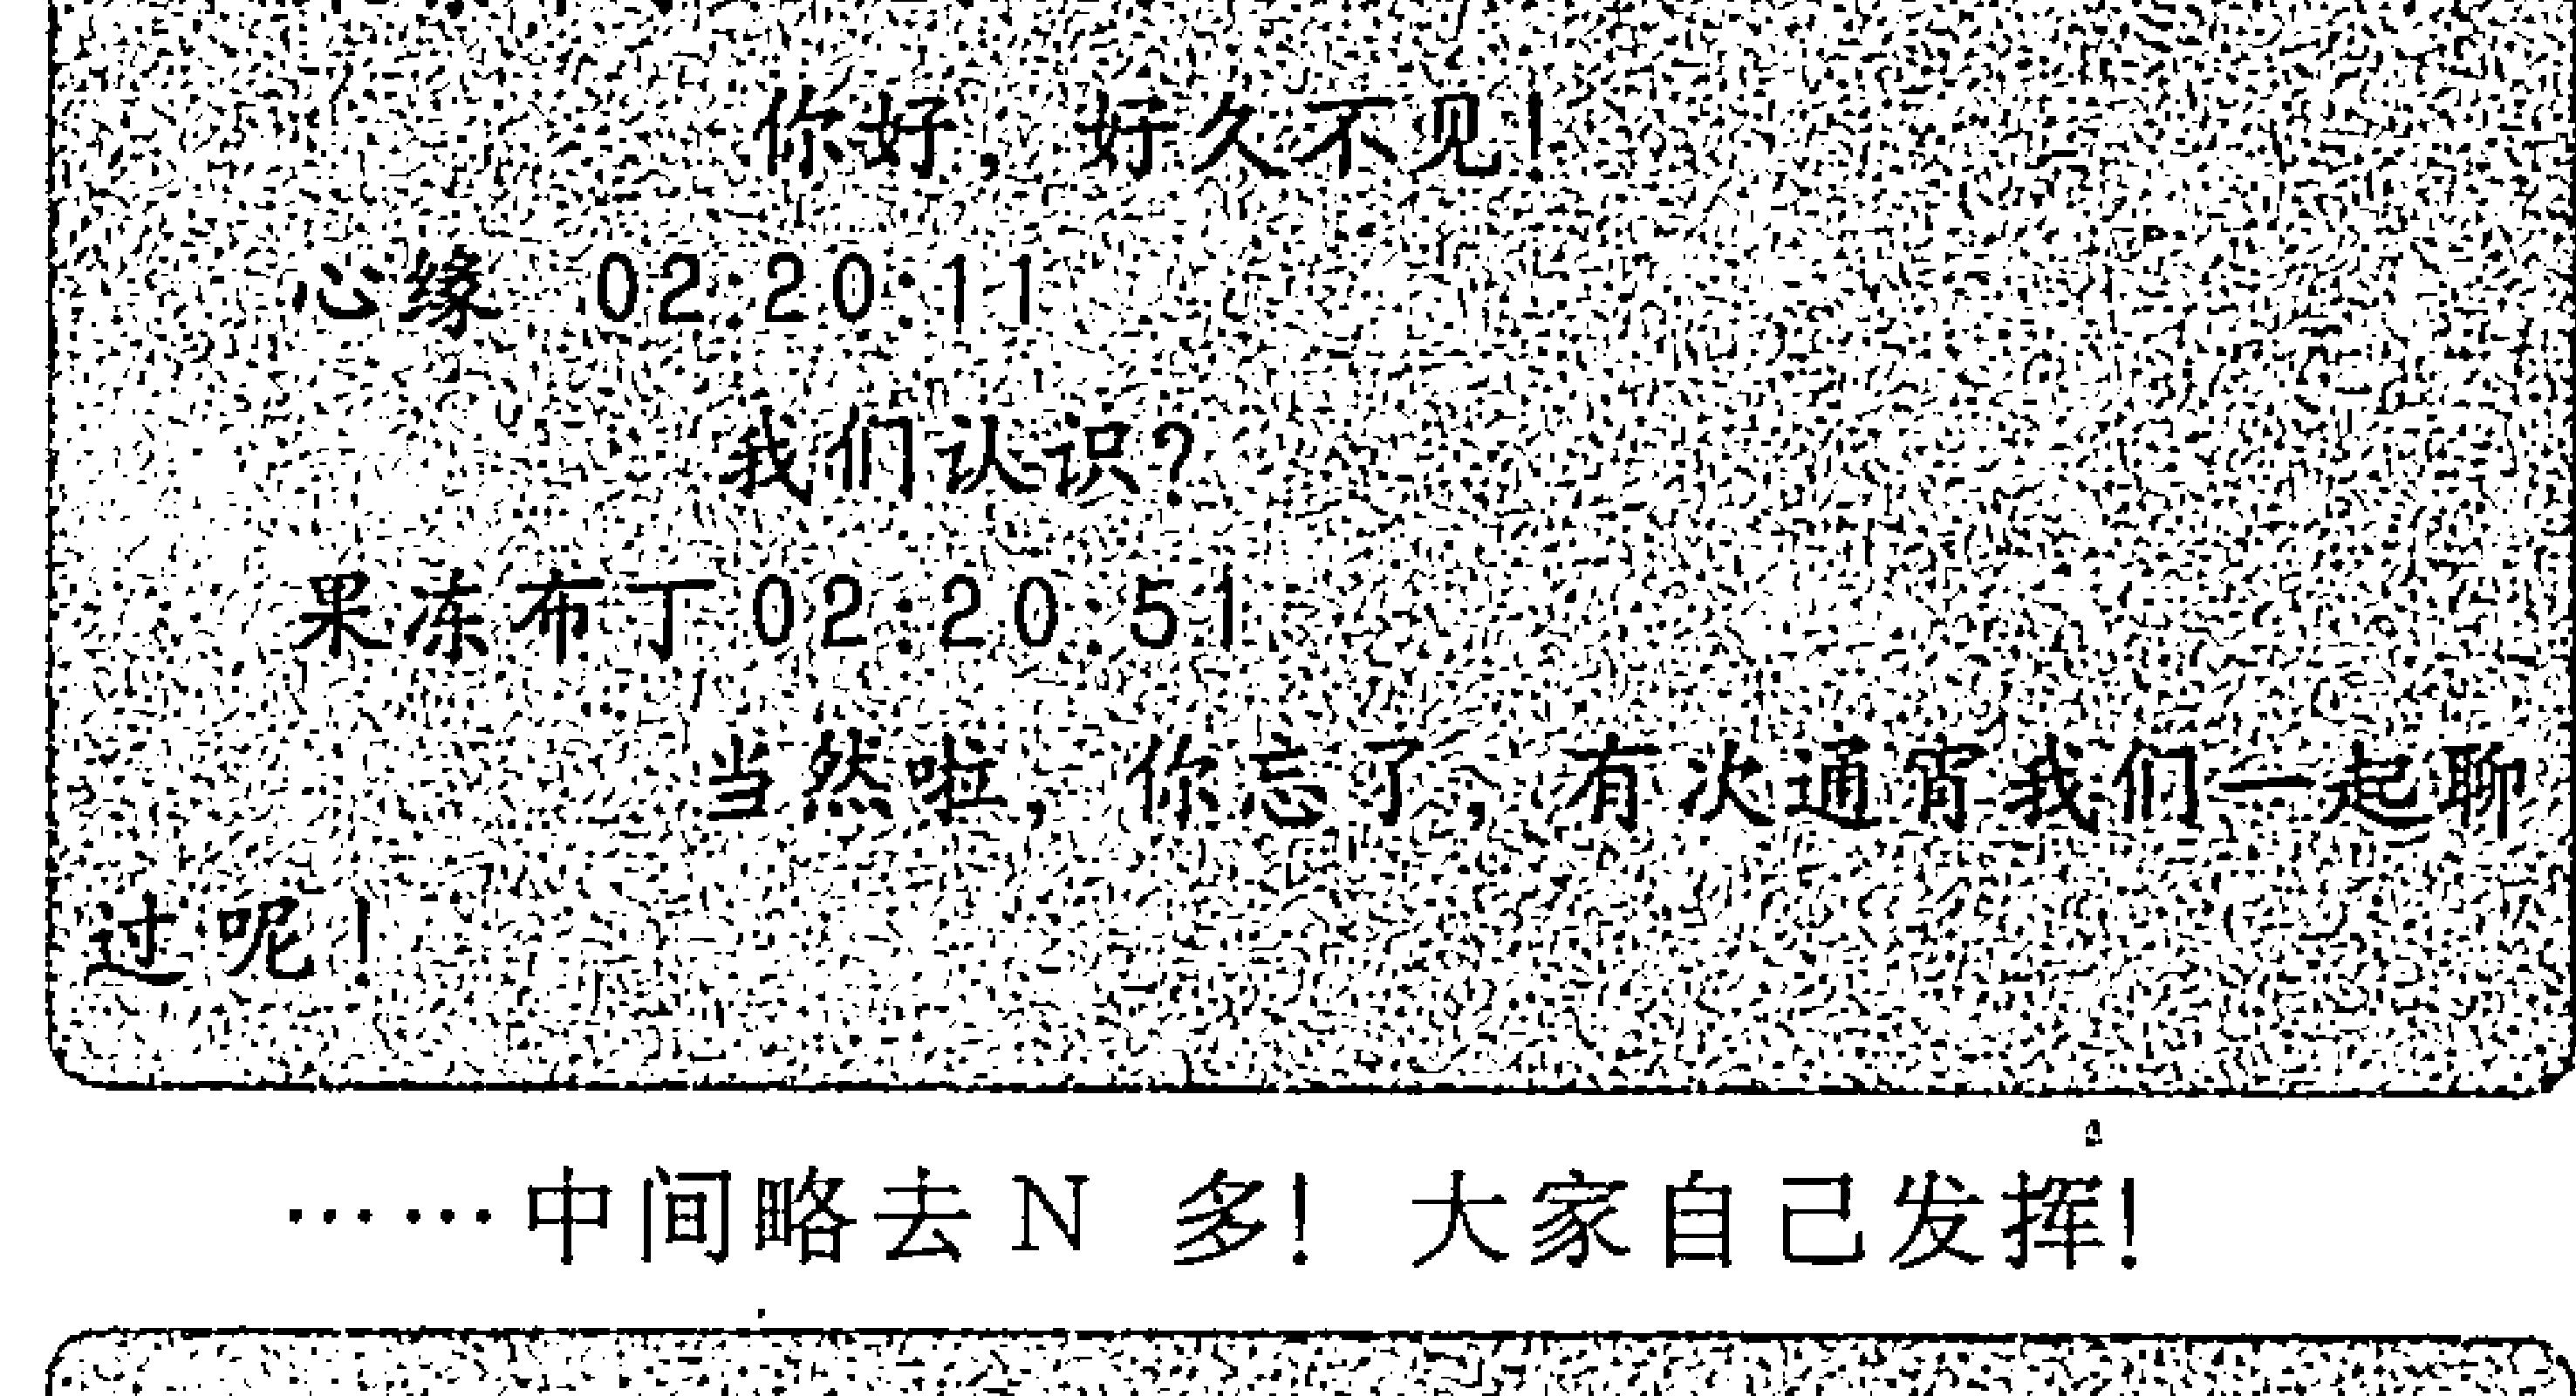 你好，好久不见！
心缘 02:20:11
我们认识？
果冻布丁02:20:51
当然啦，你忘了，有次通宵我们一起聊
过呢！
……中间略去N 多！ 大家自己发挥！